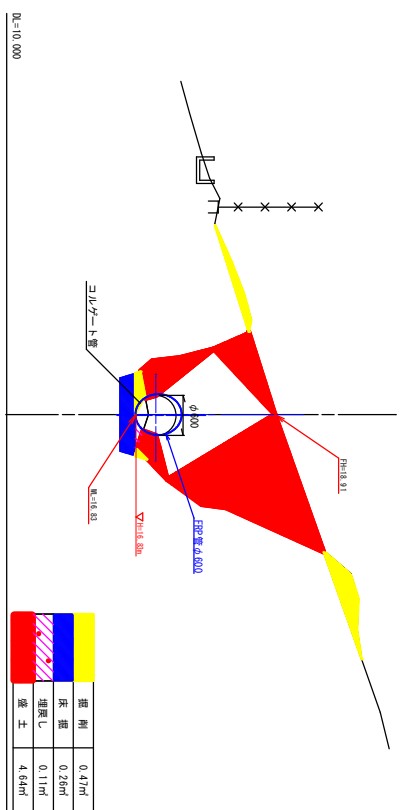 DL=10.000
コルゲート管
φ600
FH=18.91
FRP管φ600
WL=16.83
▽H=16.83m
掘 削 0.47㎡
床 掘 0.26㎡
埋戻し 0.11㎡
盛 土 4.64㎡